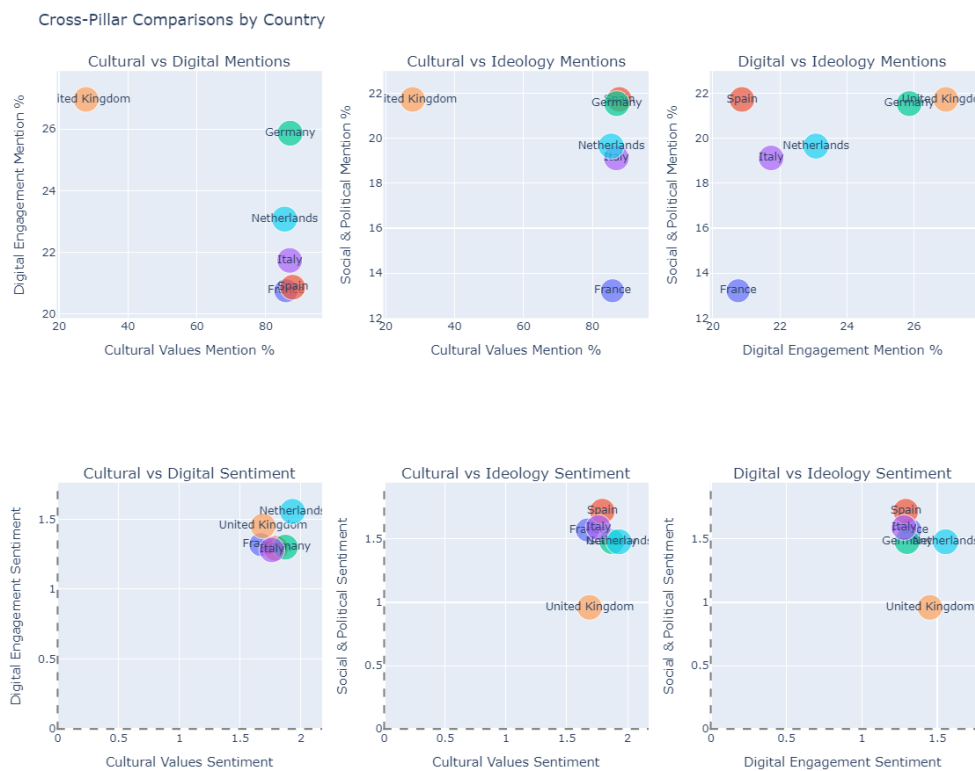 Cross-Pillar Comparisons by Country
Cultural vs Digital Mentions
Cultural vs Ideology Mentions
Digital vs Ideology Mentions
Digital Engagement Mention %
26
24
22
20
20
40
60
80
Cultural Values Mention %
ited Kingdom
Germany
Netherlands
Italy
Spain
Social & Political Mention %
22
20
18
16
14
12
20
40
60
80
Cultural Values Mention %
Kingdom
Germany
Netherlands
Italy
France
Social & Political Mention %
22
20
18
16
14
12
20
22
24
26
Digital Engagement Mention %
Spain
Germany
United Kingdo
Netherlands
Italy
France
Cultural vs Digital Sentiment
Cultural vs Ideology Sentiment
Digital vs Ideology Sentiment
Digital Engagement Sentiment
1.5
1
0.5
0
0
0.5
1
1.5
2
Cultural Values Sentiment
Netherlands
United Kingdom
Italy
Social & Political Sentiment
1.5
1
0.5
0
0
0.5
1
1.5
2
Cultural Values Sentiment
Spain
Italy
Netherlands
United Kingdom
Social & Political Sentiment
1.5
1
0.5
0
0
0.5
1
1.5
Digital Engagement Sentiment
Spain
Italy
Netherlands
United Kingdom